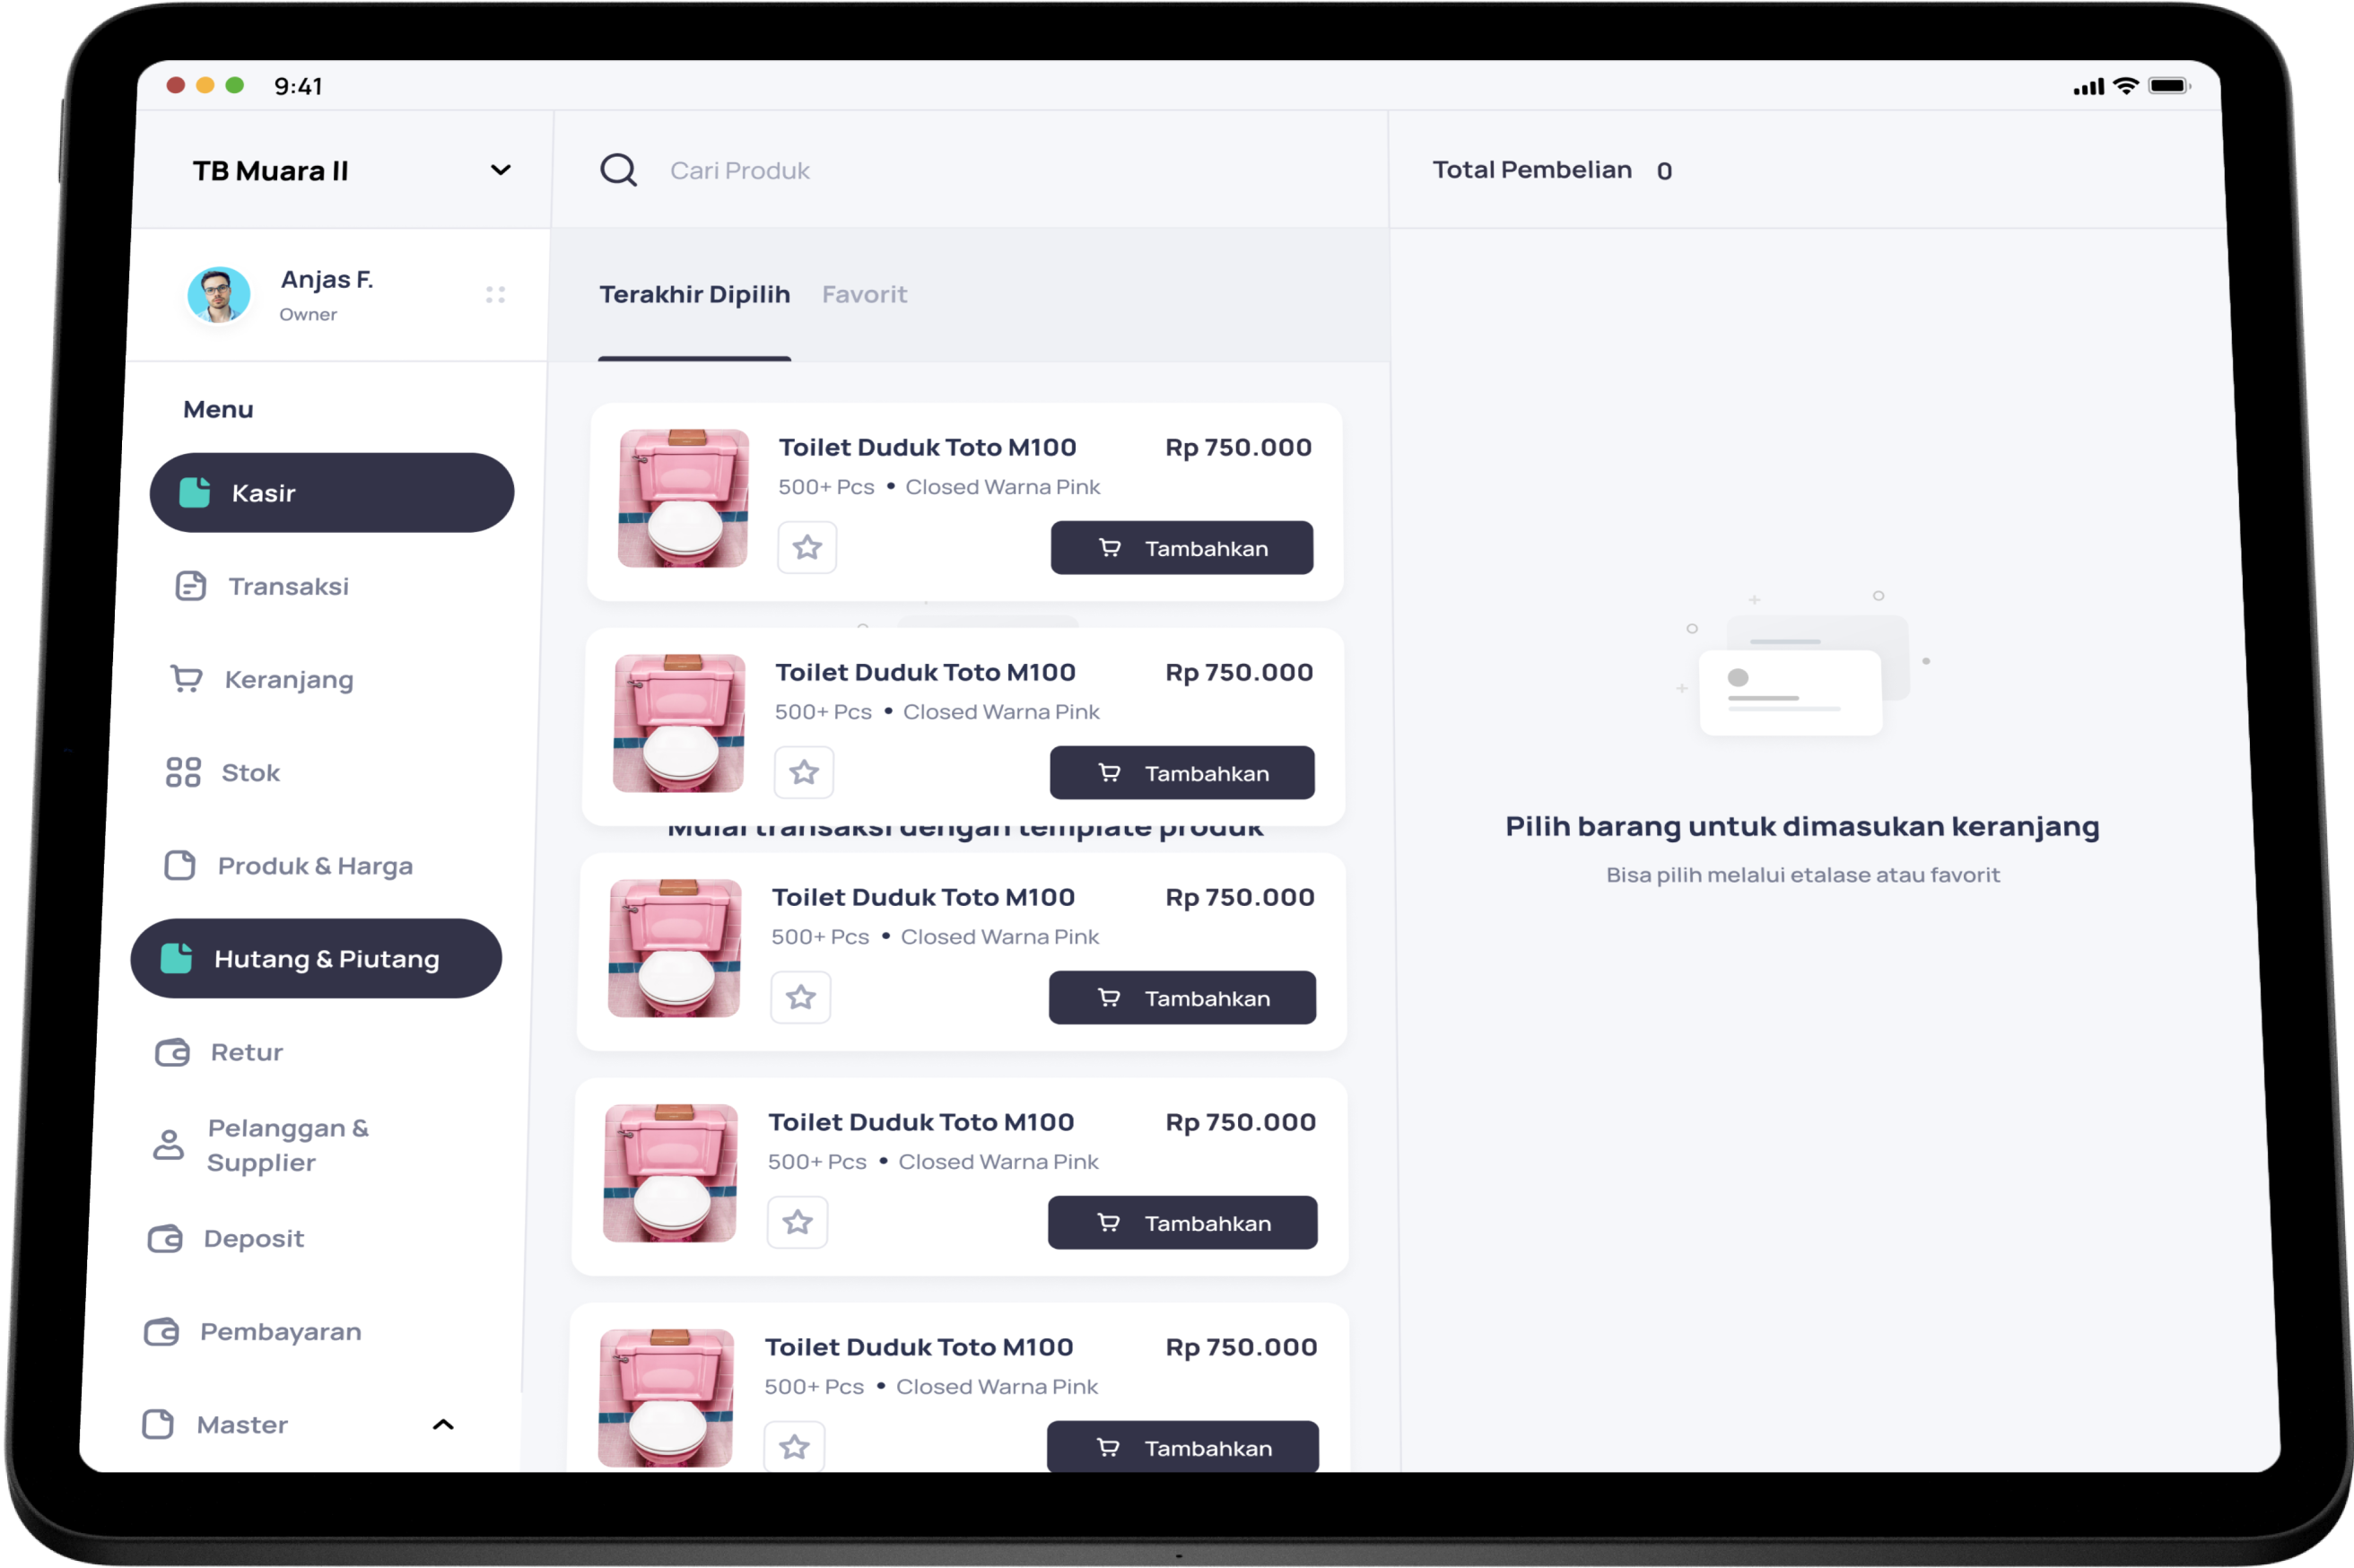 9:41
TB Muara II
Cari Produk
Total Pembelian 0
Anjas F.
Owner
Terakhir Dipilih Favorit
Menu
Kasir
Transaksi
Keranjang
Stok
Produk & Harga
Hutang & Piutang
Retur
Pelanggan &
Supplier
Deposit
Pembayaran
Master
Toilet Duduk Toto M100 Rp 750.000
500+ Pcs • Closed Warna Pink
Tambahkan
Toilet Duduk Toto M100 Rp 750.000
500+ Pcs • Closed Warna Pink
Tambahkan
Mulai transaksi dengan template produk
Toilet Duduk Toto M100 Rp 750.000
500+ Pcs • Closed Warna Pink
Tambahkan
Toilet Duduk Toto M100 Rp 750.000
500+ Pcs • Closed Warna Pink
Tambahkan
Toilet Duduk Toto M100 Rp 750.000
500+ Pcs • Closed Warna Pink
Tambahkan
Pilih barang untuk dimasukan keranjang
Bisa pilih melalui etalase atau favorit